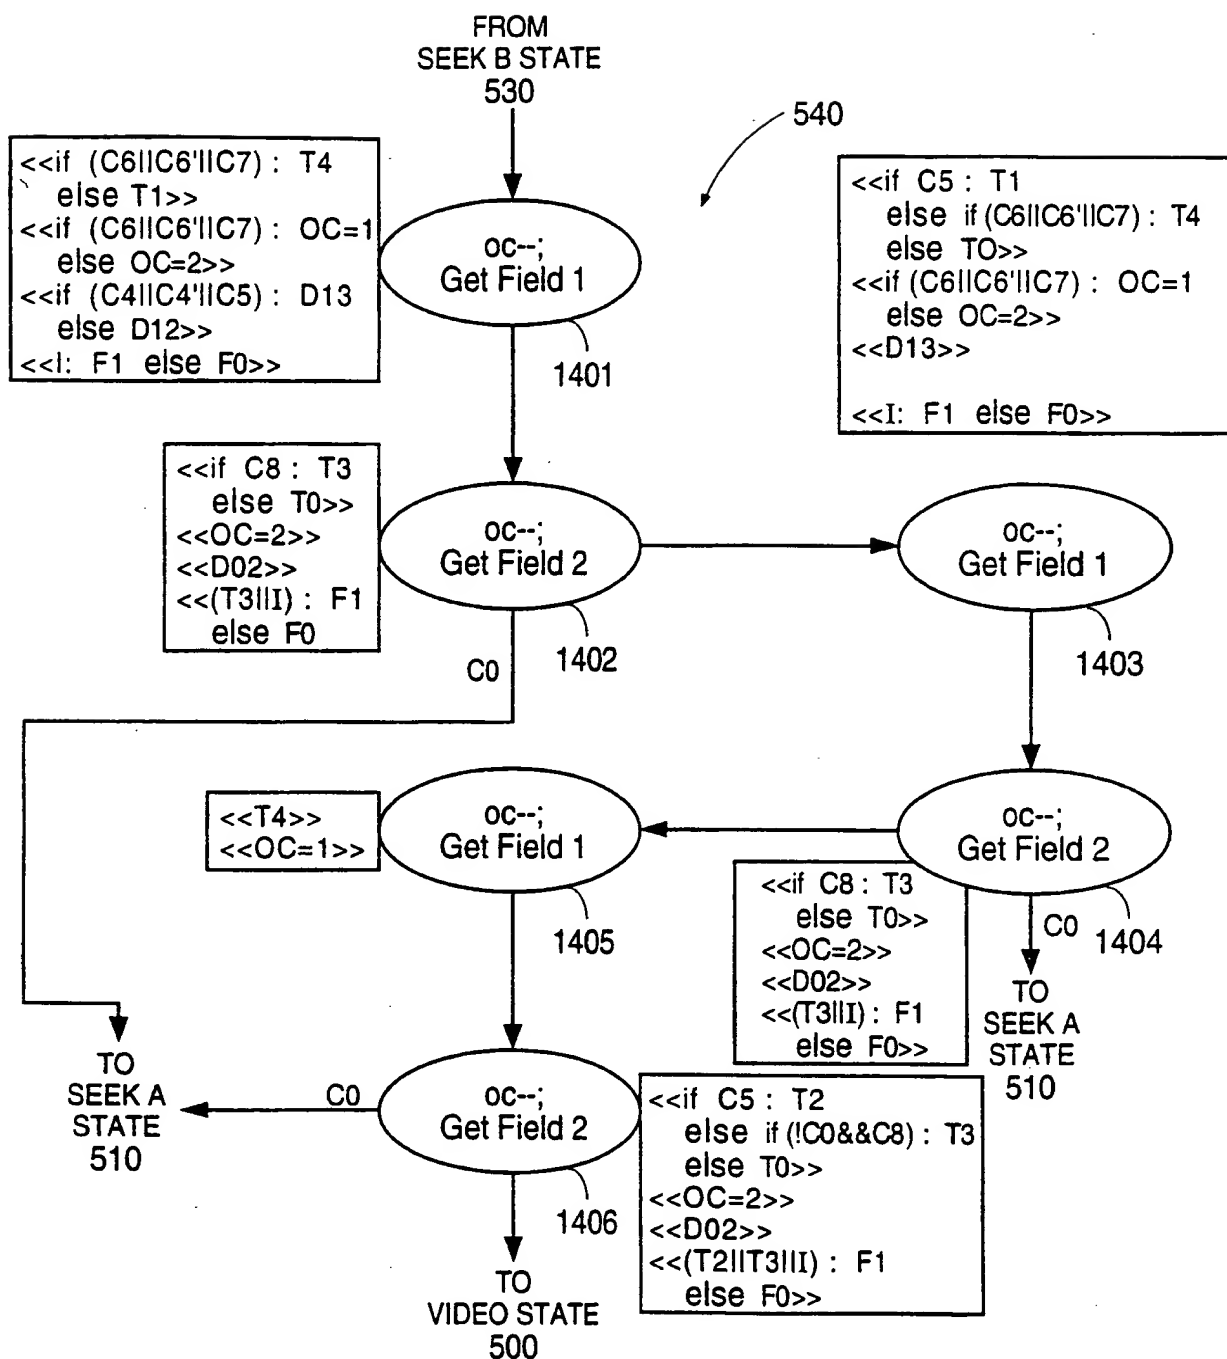 FROM
SEEK B STATE
530
540
<<if (C6||C6'||C7) : T4
else T1>>
<<if (C6||C6'||C7) : OC=1
else OC=2>>
<<if (C4||C4'||C5) : D13
else D12>>
<<I: F1 else F0>>
oc--;
Get Field 1
1401
<<if C5 : T1
else if (C6||C6'||C7) : T4
else TO>>
<<if (C6||C6'||C7) : OC=1
else OC=2>>
<<D13>>
<<I: F1 else F0>>
<<if C8 : T3
else T0>>
<<OC=2>>
<<D02>>
<<(T3||I) : F1
else F0
oc--;
Get Field 2
1402
C0
oc--;
Get Field 1
1403
<<T4>>
<<OC=1>>
oc--;
Get Field 1
1405
oc--;
Get Field 2
1404
C0
<<if C8 : T3
else T0>>
<<OC=2>>
<<D02>>
<<(T3||I) : F1
else F0>>
TO
SEEK A
STATE
510
TO
SEEK A
STATE
510
C0
oc--;
Get Field 2
1406
<<if C5 : T2
else if (!C0&&C8) : T3
else T0>>
<<OC=2>>
<<D02>>
<<(T2||T3||I) : F1
else F0>>
TO
VIDEO STATE
500